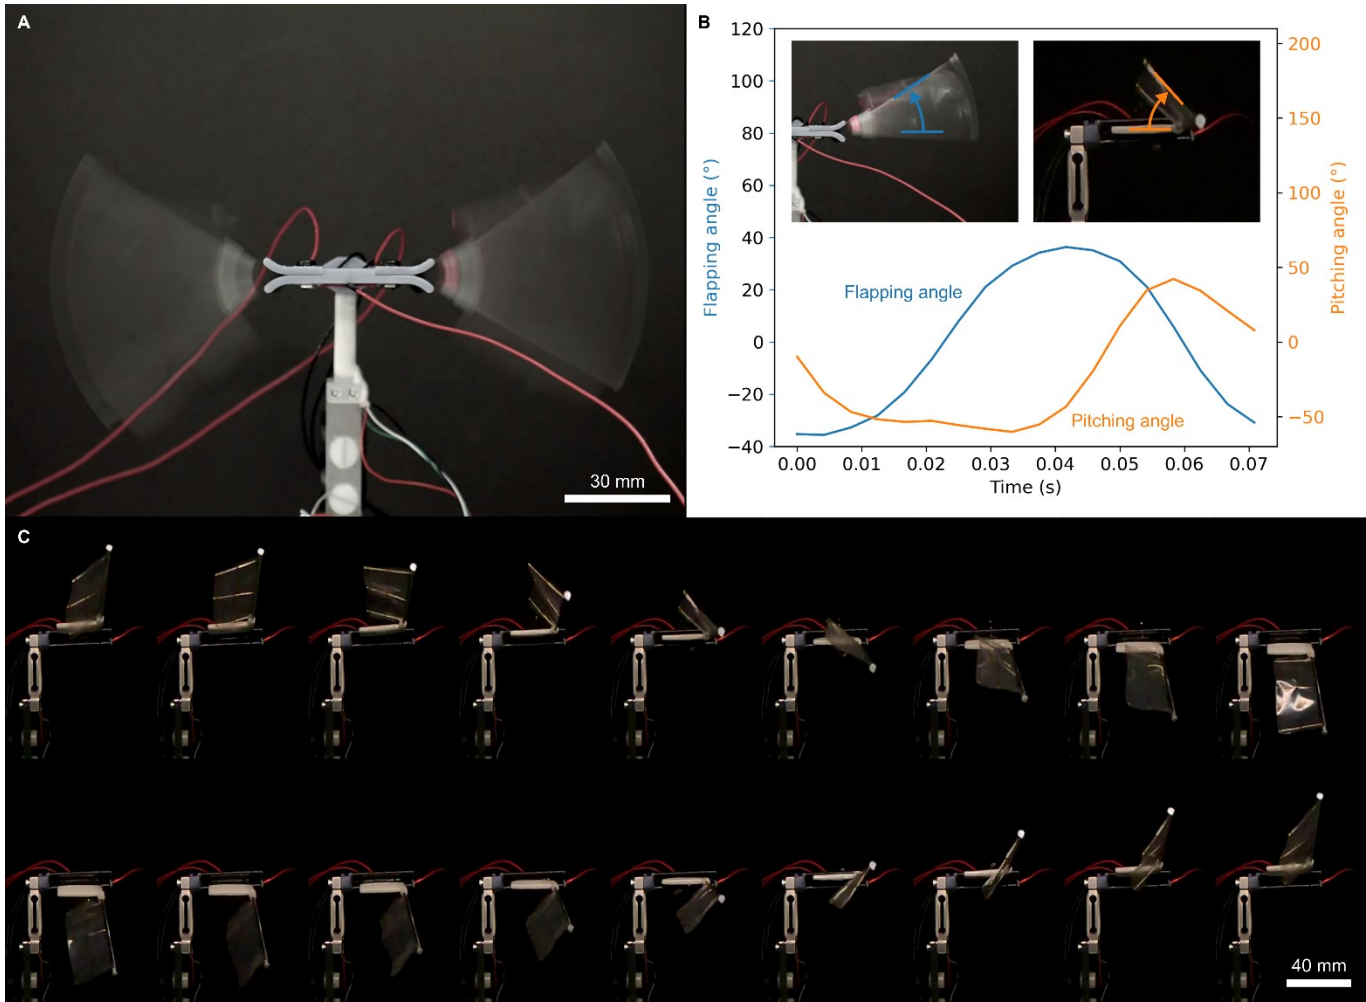 A
30 mm
B
120
100
80
60
40
20
0
−20
−40
Flapping angle (°)
200
150
100
50
0
−50
Pitching angle (°)
Flapping angle
Pitching angle
0.00 0.01 0.02 0.03 0.04 0.05 0.06 0.07
Time (s)
C
40 mm